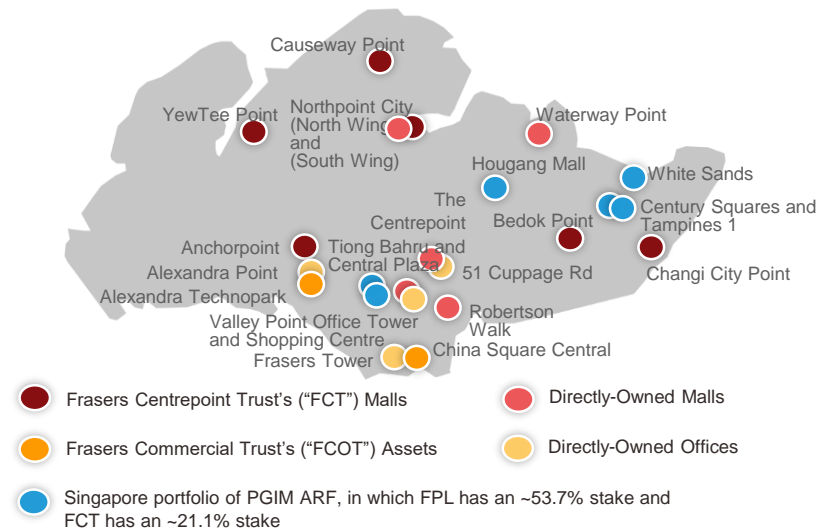 Causeway Point
YewTee Point
Northpoint City
(North Wing)
and
(South Wing)
Waterway Point
Hougang Mall
White Sands
The
Centrepoint
Bedok Point
Century Squares and
Tampines 1
Anchorpoint
Tiong Bahru and
Central Plaza
Alexandra Point
51 Cuppage Rd
Changi City Point
Alexandra Technopark
Valley Point Office Tower
and Shopping Centre
Robertson
Walk
Frasers Tower
China Square Central
Frasers Centrepoint Trust's (“FCT”) Malls
Directly-Owned Malls
Frasers Commercial Trust's (“FCOT”) Assets
Directly-Owned Offices
Singapore portfolio of PGIM ARF, in which FPL has an ~53.7% stake and
FCT has an ~21.1% stake